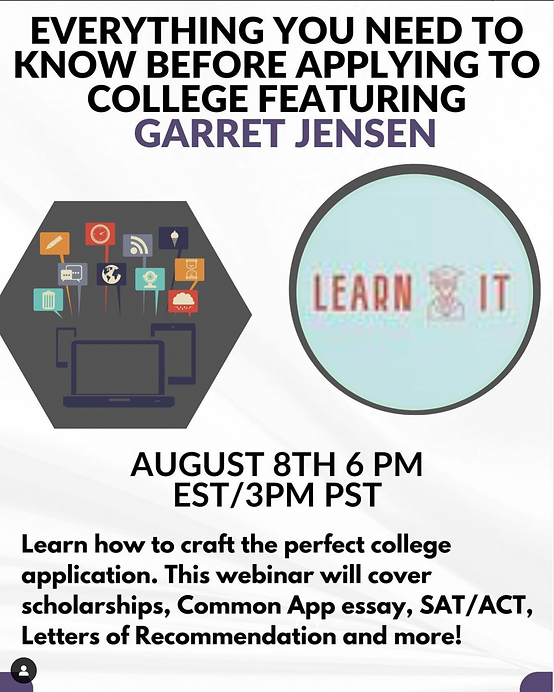 EVERYTHING YOU NEED TO
KNOW BEFORE APPLYING TO
COLLEGE FEATURING
GARRET JENSEN
LEARN IT
AUGUST 8TH 6 PM
EST/3PM PST
Learn how to craft the perfect college
application. This webinar will cover
scholarships, Common App essay, SAT/ACT,
Letters of Recommendation and more!